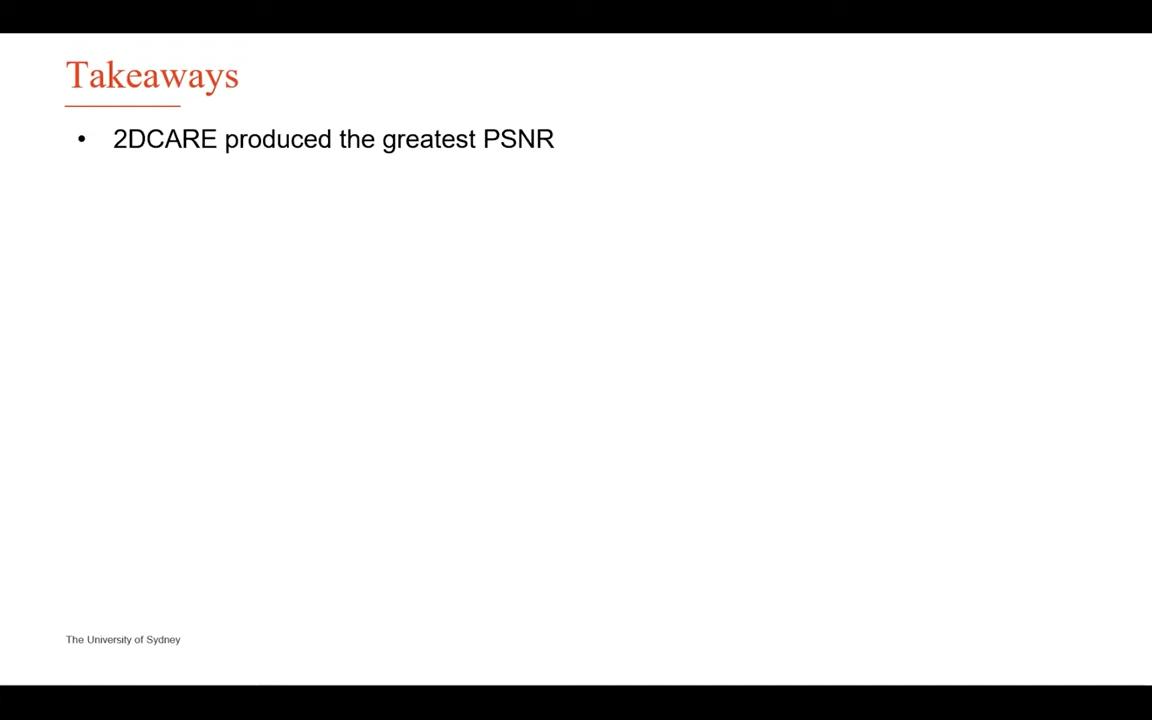 Takeaways
• 2DCARE produced the greatest PSNR
The University of Sydney